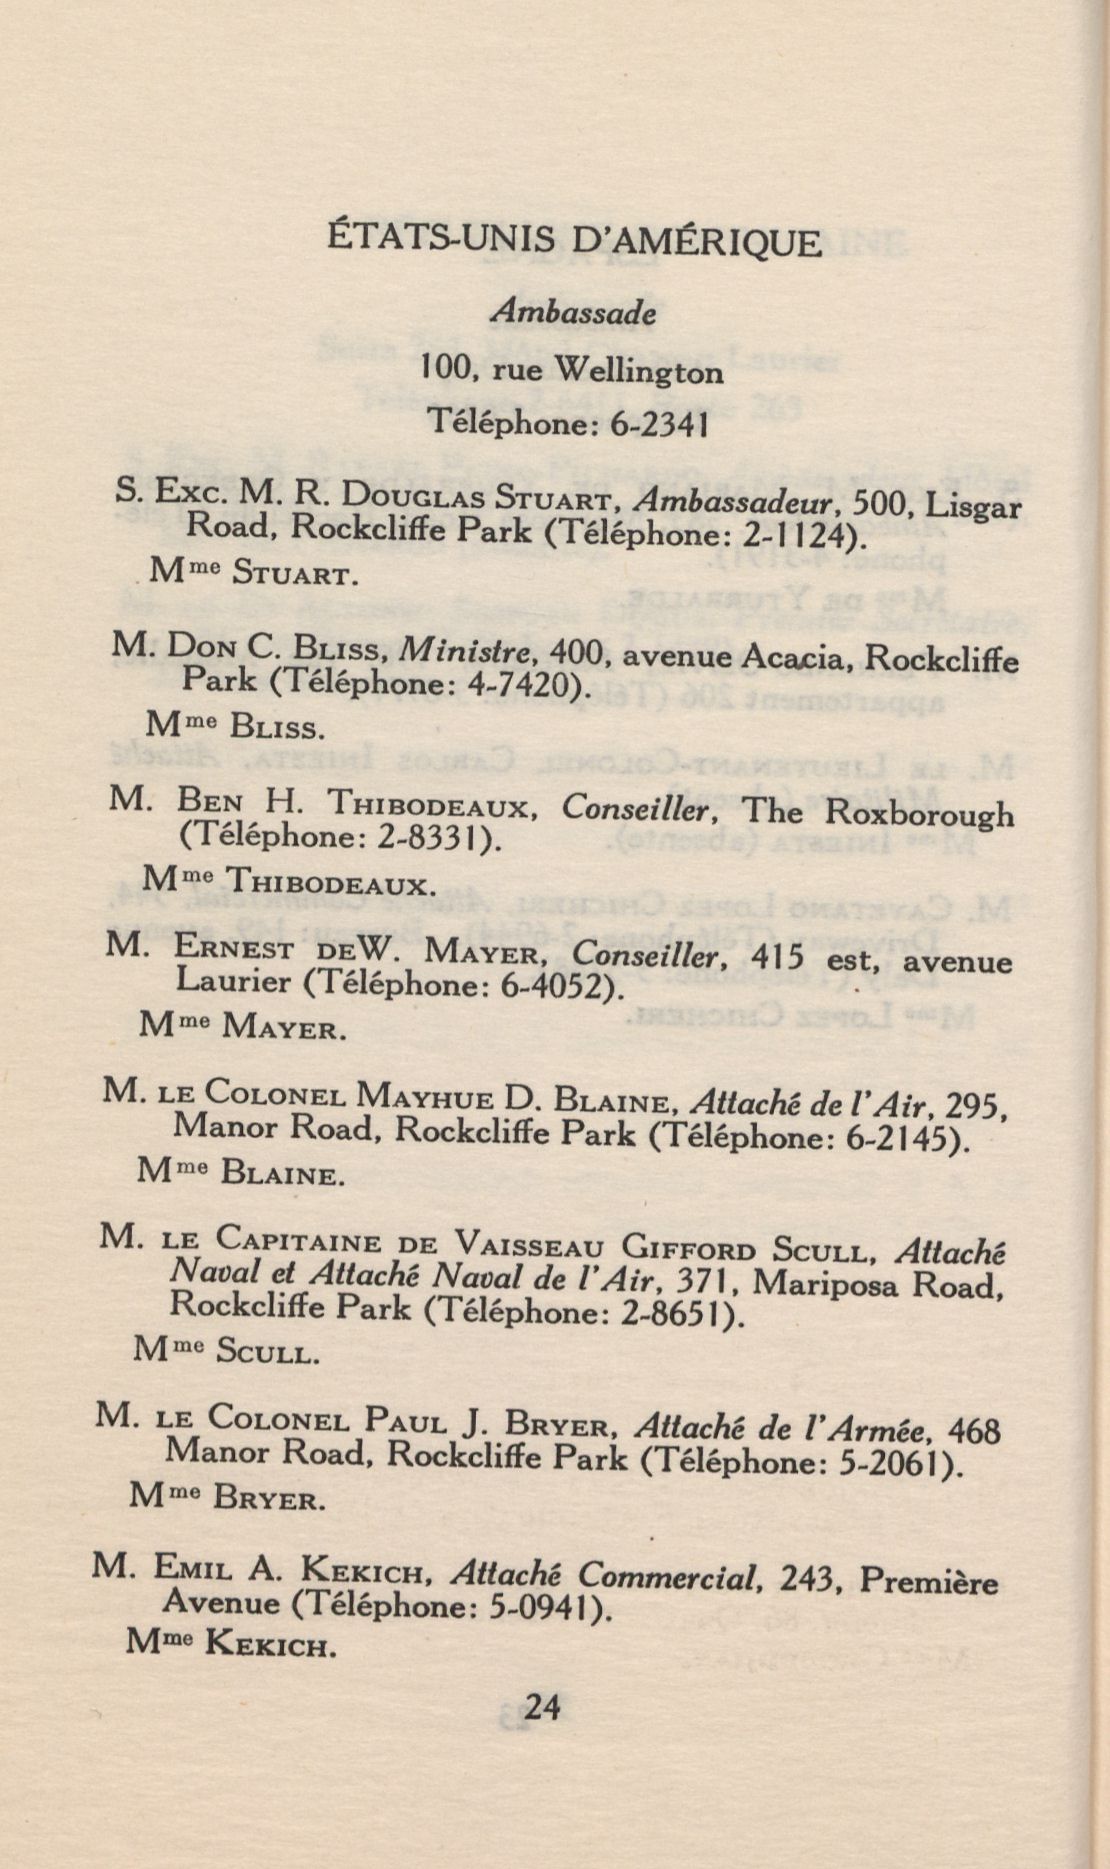 ÉTATS-UNIS D'AMÉRIQUE
Ambassade
100, rue Wellington
Téléphone: 6-2341
S. Exc. M. R. Douglas Stuart, Ambassadeur, 500, Lisgar
Road, Rockcliffe Park (Téléphone: 2-1124).
Mme Stuart.
M. Don C. Bliss, Ministre, 400, avenue Acacia, Rockcliffe
Park (Téléphone: 4-7420).
Mme Bliss.
M. Ben H. Thibodeaux, Conseiller, The Roxborough
(Téléphone: 2-8331).
Mme Thibodeaux.
M. Ernest deW. Mayer, Conseiller, 415 est, avenue
Laurier (Téléphone: 6-4052).
Mme Mayer.
M. le Colonel Mayhue D. Blaine, Attaché de l'Air, 295,
Manor Road, Rockcliffe Park (Téléphone: 6-2145).
Mme Blaine.
M. le Capitaine de Vaisseau Gifford Scull, Attaché
Naval et Attaché Naval de l'Air, 371, Mariposa Road,
Rockcliffe Park (Téléphone: 2-8651).
Mme Scull.
M. le Colonel Paul J. Bryer, Attaché de l'Armée, 468
Manor Road, Rockcliffe Park (Téléphone: 5-2061).
Mme Bryer.
M. Emil A. Kekich, Attaché Commercial, 243, Première
Avenue (Téléphone: 5-0941).
Mme Kekich.
24